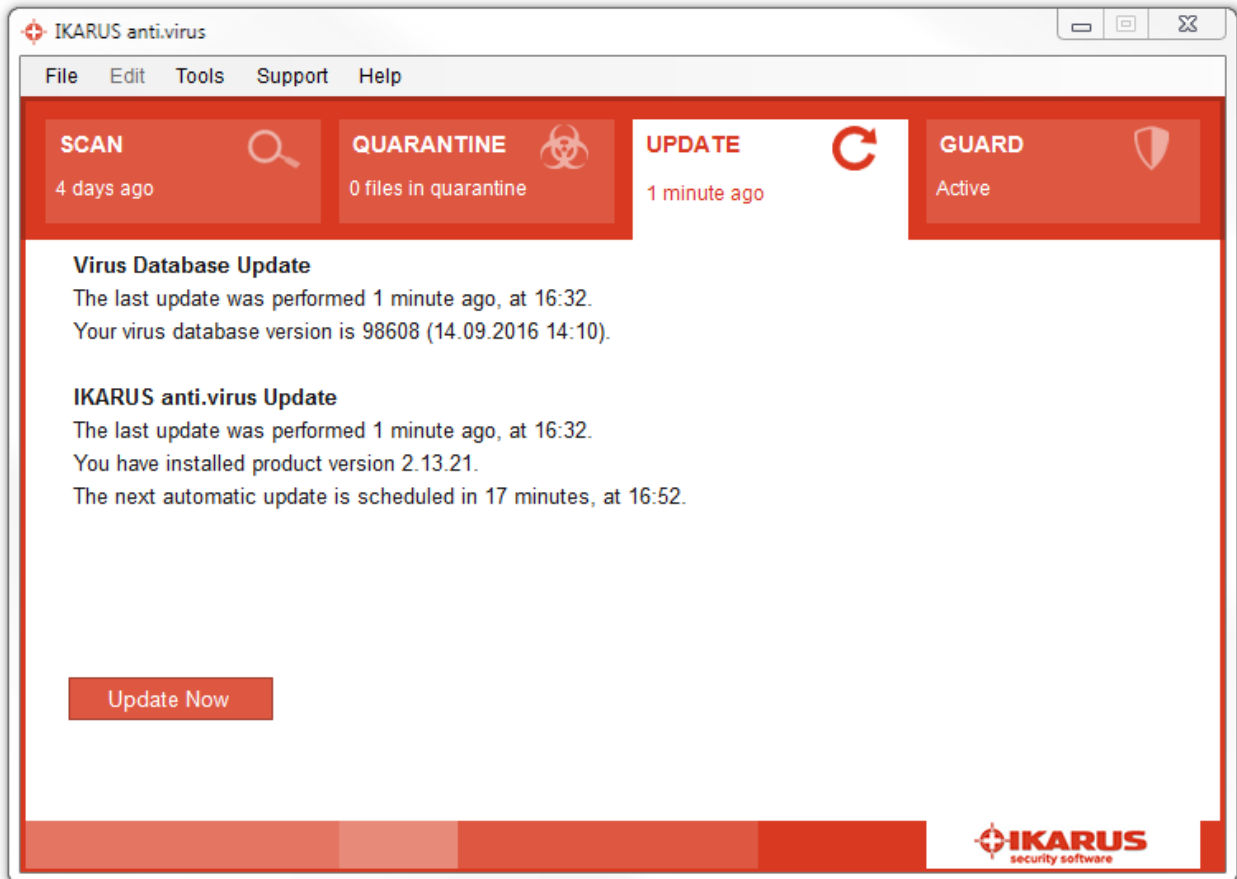 IKARUS anti.virus
File Edit Tools Support Help
SCAN
4 days ago
QUARANTINE
0 files in quarantine
UPDATE
1 minute ago
GUARD
Active
Virus Database Update
The last update was performed 1 minute ago, at 16:32.
Your virus database version is 98608 (14.09.2016 14:10).
IKARUS anti.virus Update
The last update was performed 1 minute ago, at 16:32.
You have installed product version 2.13.21.
The next automatic update is scheduled in 17 minutes, at 16:52.
Update Now
IKARUS
security software